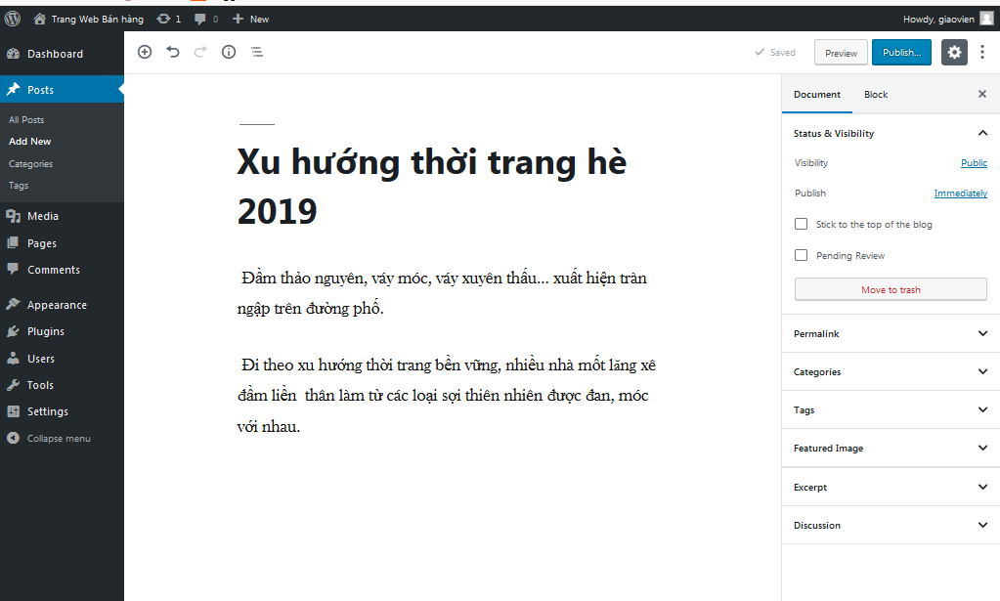 Trang Web Bán hàng 1 0 New Howdy, giaovien
Dashboard
Posts
All Posts
Add New
Categories
Tags
Media
Pages
Comments
Appearance
Plugins
Users
Tools
Settings
Collapse menu
Saved Preview Publish...
Xu hướng thời trang hè
2019
Đầm thảo nguyên, váy móc, váy xuyên thấu... xuất hiện tràn
ngập trên đường phố.
Đi theo xu hướng thời trang bền vững, nhiều nhà mốt lăng xê
đầm liền thân làm từ các loại sợi thiên nhiên được đan, móc
với nhau.
Document Block
Status & Visibility
Visibility Public
Publish Immediately
Stick to the top of the blog
Pending Review
Move to trash
Permalink
Categories
Tags
Featured Image
Excerpt
Discussion